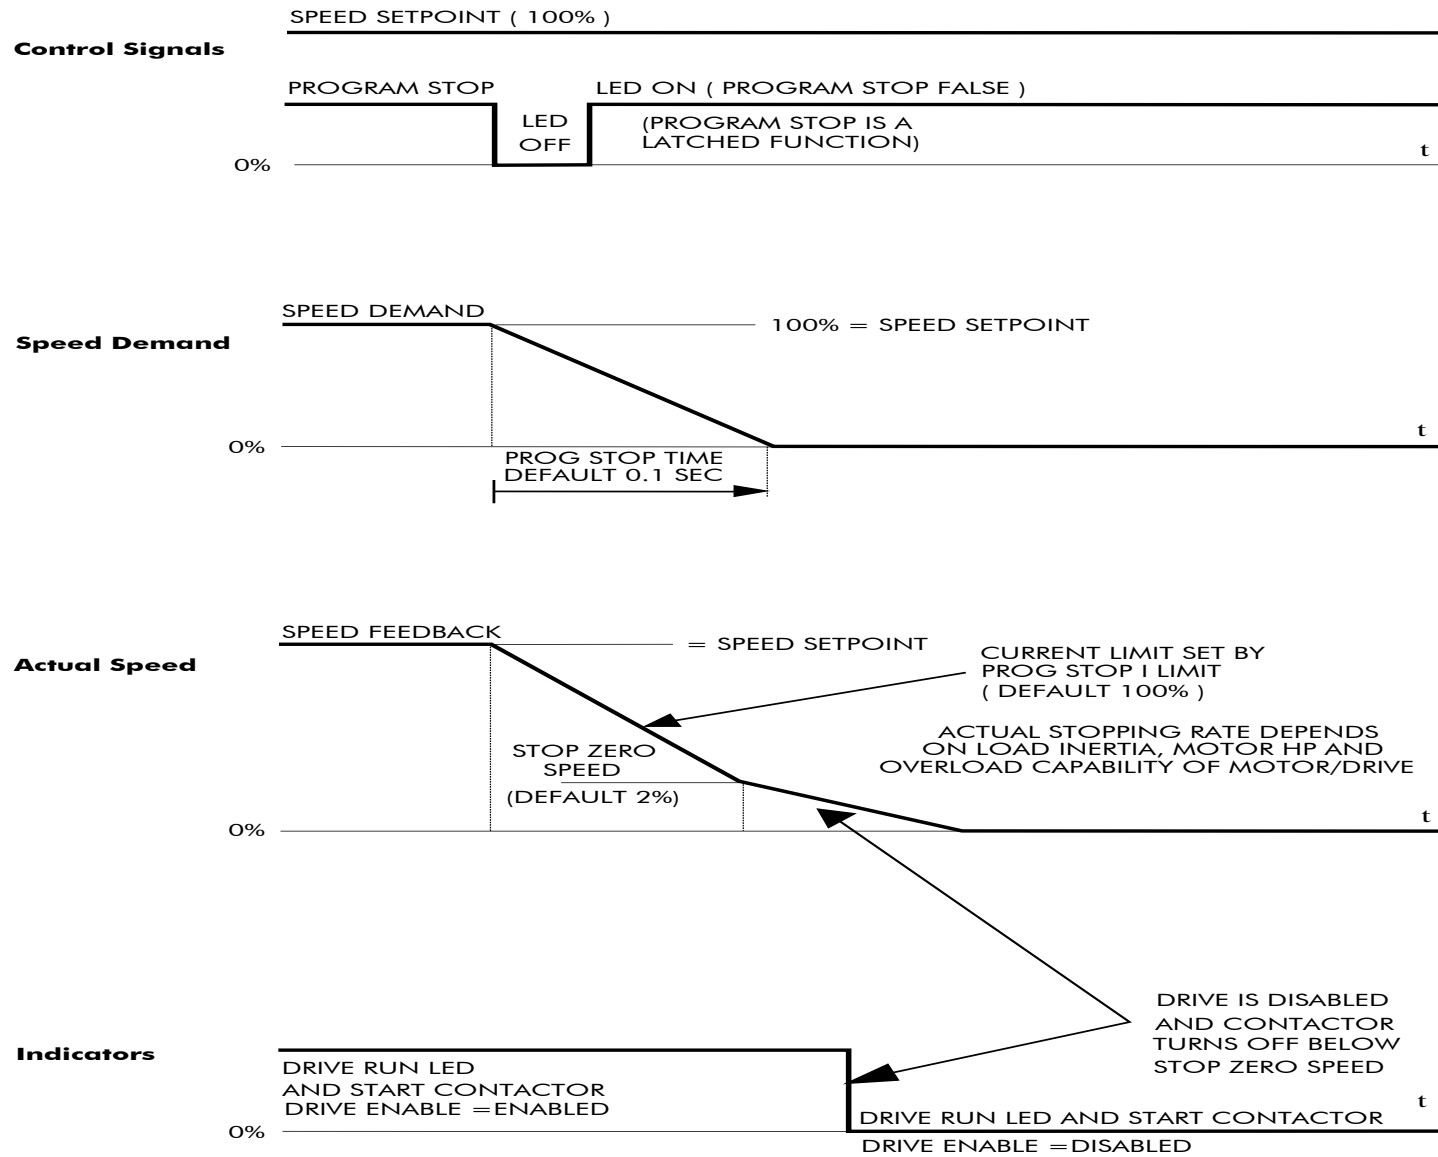 SPEED SETPOINT ( 100% )
Control Signals
PROGRAM STOP
LED ON ( PROGRAM STOP FALSE )
LED
OFF
(PROGRAM STOP IS A
LATCHED FUNCTION)
t
0%
SPEED DEMAND
100% = SPEED SETPOINT
Speed Demand
t
0%
PROG STOP TIME
DEFAULT 0.1 SEC
SPEED FEEDBACK
= SPEED SETPOINT
Actual Speed
CURRENT LIMIT SET BY
PROG STOP I LIMIT
( DEFAULT 100% )
ACTUAL STOPPING RATE DEPENDS
ON LOAD INERTIA, MOTOR HP AND
OVERLOAD CAPABILITY OF MOTOR/DRIVE
STOP ZERO
SPEED
(DEFAULT 2%)
t
0%
DRIVE IS DISABLED
AND CONTACTOR
TURNS OFF BELOW
STOP ZERO SPEED
Indicators
DRIVE RUN LED
AND START CONTACTOR
DRIVE ENABLE =ENABLED
t
0%
DRIVE RUN LED AND START CONTACTOR
DRIVE ENABLE =DISABLED